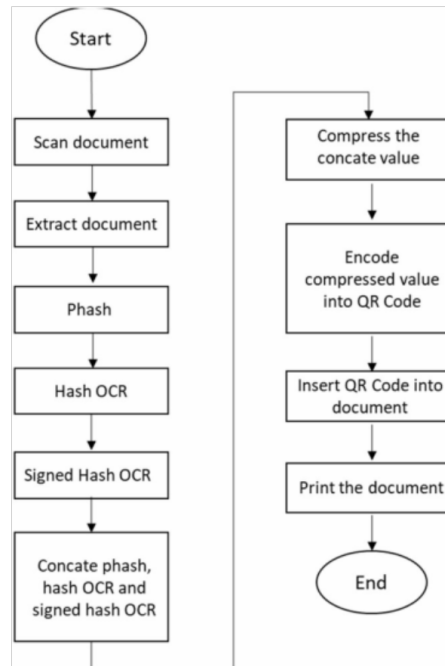 Start
Scan document
Extract document
Phash
Hash OCR
Signed Hash OCR
Concate phash,
hash OCR and
signed hash OCR
Compress the
concate value
Encode
compressed value
into QR Code
Insert QR Code into
document
Print the document
End